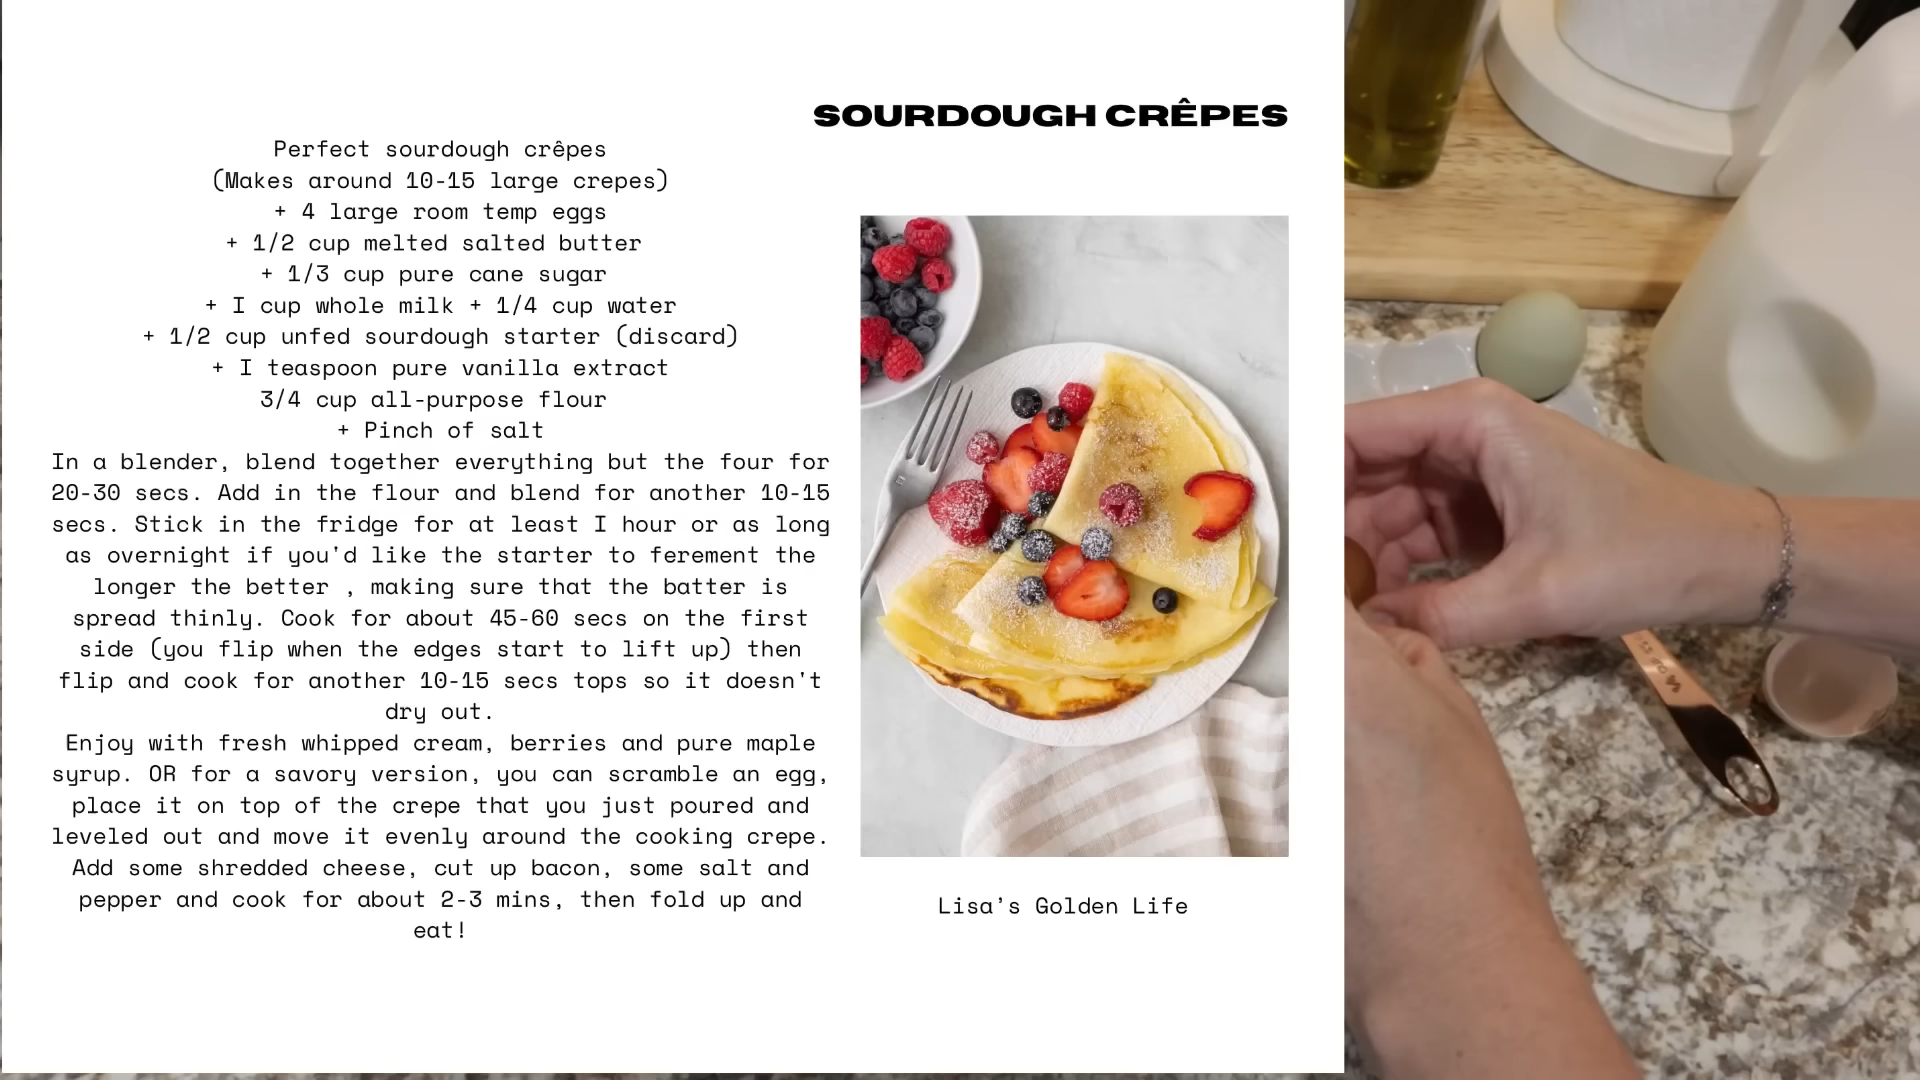 SOURDOUGH CRÊPES
Perfect sourdough crêpes
(Makes around 10-15 large crepes)
+ 4 large room temp eggs
+ 1/2 cup melted salted butter
+ 1/3 cup pure cane sugar
+ I cup whole milk + 1/4 cup water
+ 1/2 cup unfed sourdough starter (discard)
+ I teaspoon pure vanilla extract
3/4 cup all-purpose flour
+ Pinch of salt
In a blender, blend together everything but the four for
20-30 secs. Add in the flour and blend for another 10-15
secs. Stick in the fridge for at least I hour or as long
as overnight if you'd like the starter to ferement the
longer the better , making sure that the batter is
spread thinly. Cook for about 45-60 secs on the first
side (you flip when the edges start to lift up) then
flip and cook for another 10-15 secs tops so it doesn't
dry out.
Enjoy with fresh whipped cream, berries and pure maple
syrup. OR for a savory version, you can scramble an egg,
place it on top of the crepe that you just poured and
leveled out and move it evenly around the cooking crepe.
Add some shredded cheese, cut up bacon, some salt and
pepper and cook for about 2-3 mins, then fold up and
eat!
Lisa’s Golden Life